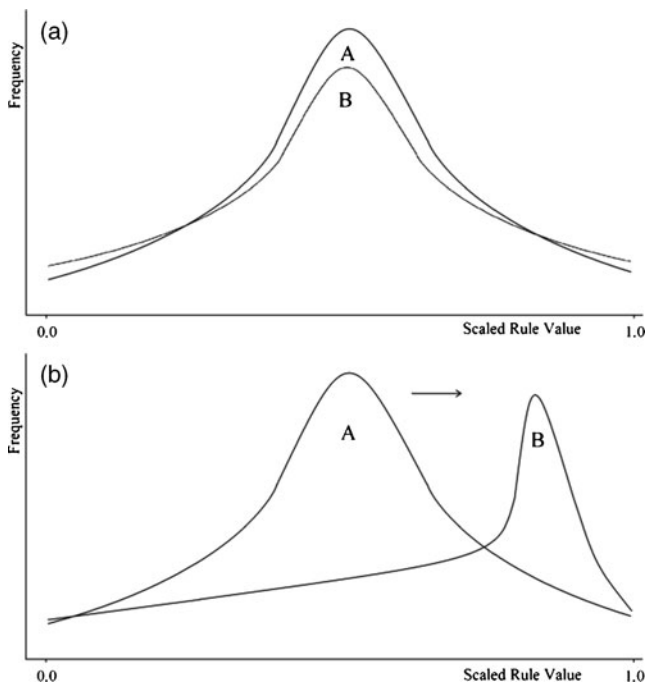 (a)
Frequency
A
B
0.0
Scaled Rule Value
1.0
(b)
Frequency
A
B
0.0
Scaled Rule Value
1.0